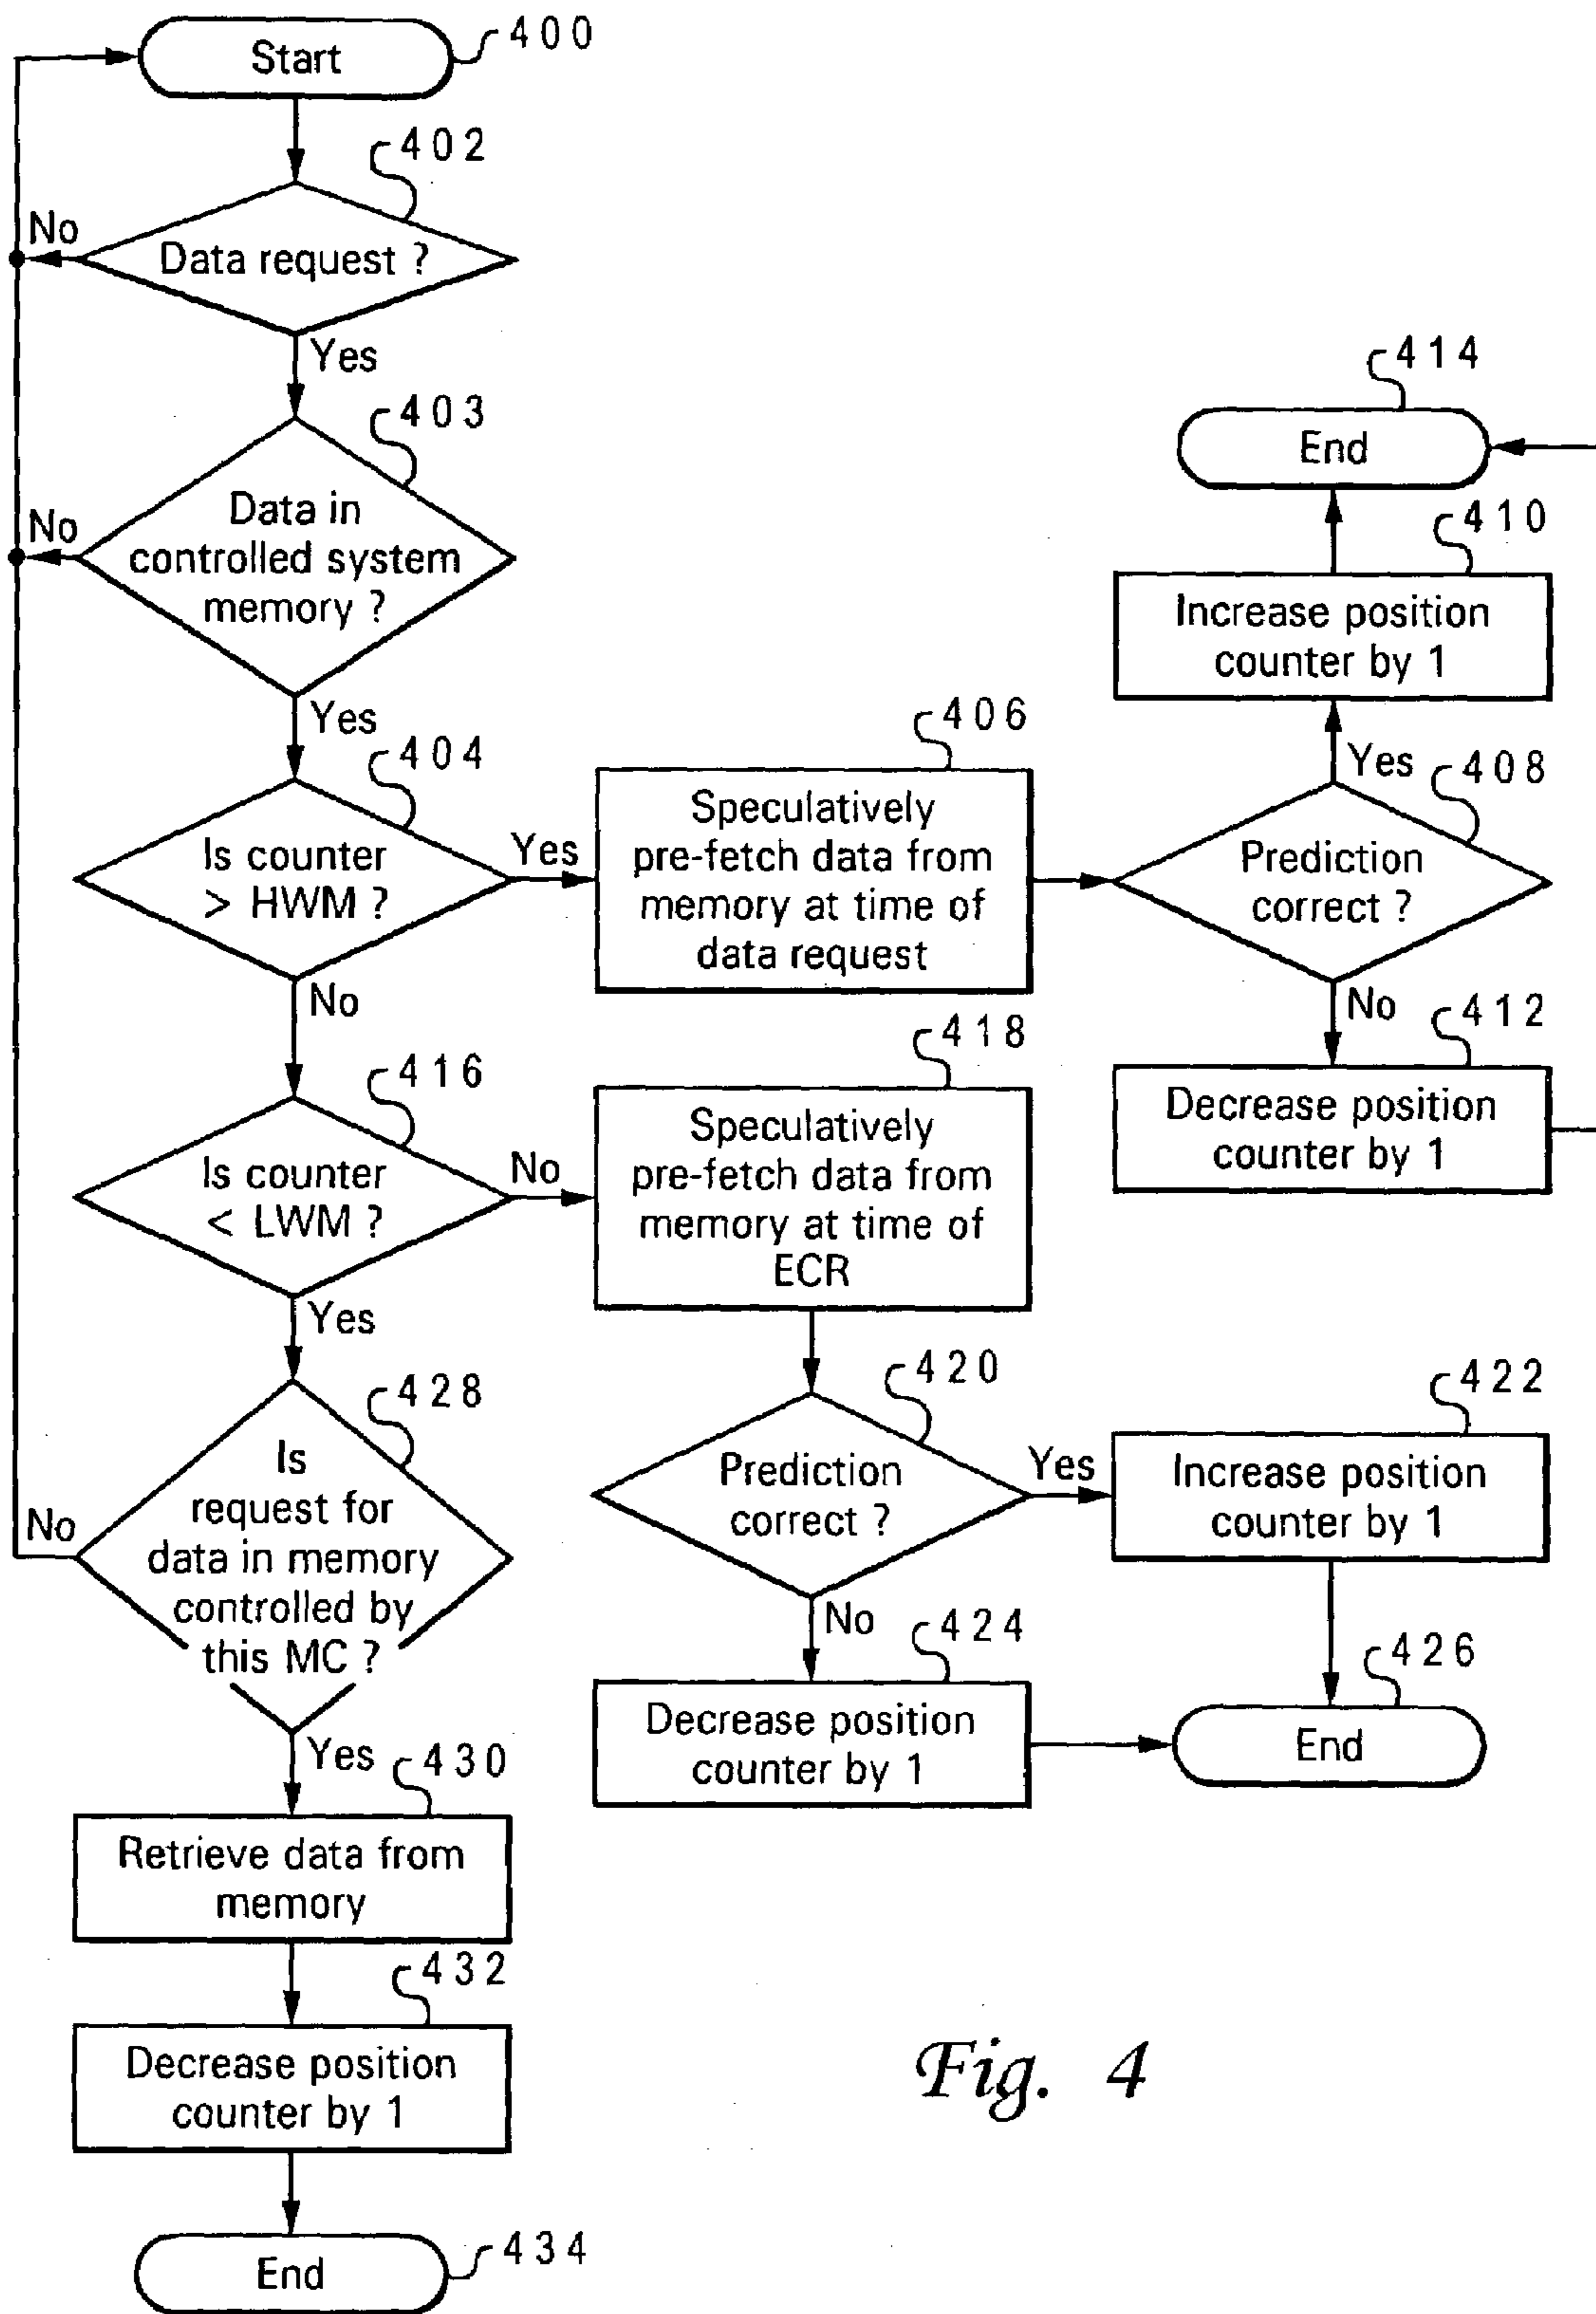 Start
400
402
No
Data request ?
Yes
403
No
Data in
controlled system
memory ?
Yes
404
Is counter
> HWM ?
Yes
406
Speculatively
pre-fetch data from
memory at time of
data request
408
Prediction
correct ?
Yes
410
Increase position
counter by 1
414
End
No
412
Decrease position
counter by 1
No
416
Is counter
< LWM ?
No
418
Speculatively
pre-fetch data from
memory at time of
ECR
420
Prediction
correct ?
Yes
422
Increase position
counter by 1
No
424
Decrease position
counter by 1
426
End
Yes
428
No
Is
request for
data in memory
controlled by
this MC ?
Yes
430
Retrieve data from
memory
432
Decrease position
counter by 1
End
434
Fig. 4